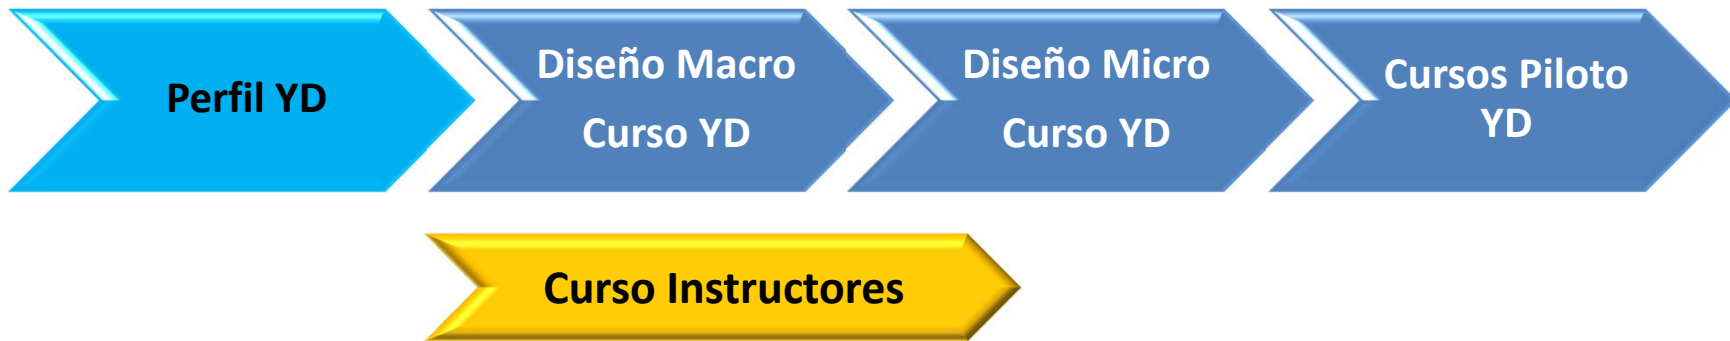 Perfil YD
Diseño Macro
Curso YD
Diseño Micro
Curso YD
Cursos Piloto
YD
Curso Instructores